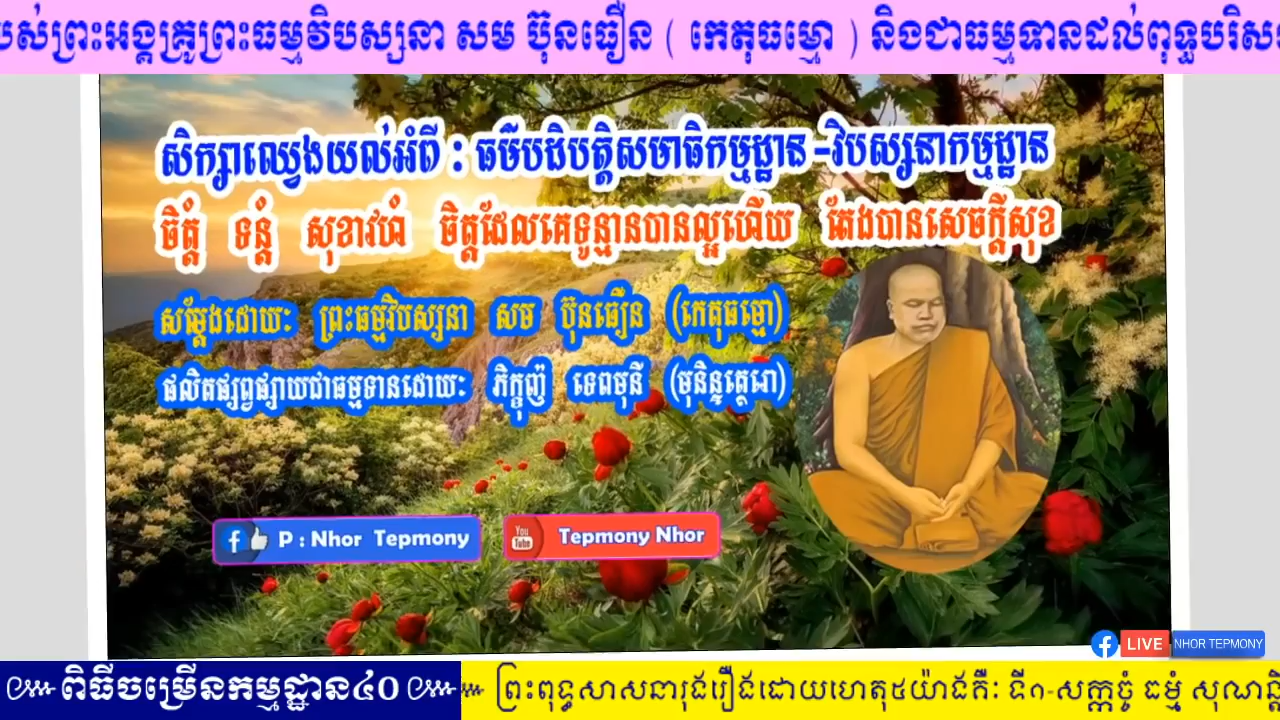 បស់ព្រះអង្គគ្រូព្រះធម្មវិបស្សនា សម ប៊ុនធឿន ( កេតុធម្មោ ) និងជាធម្មទានដល់ពុទ្ធបរិស
សិក្សាឈ្វេងយល់អំពី : ធម៌បដិបត្តិសមាធិកម្មដ្ឋាន -វិបស្សនាកម្មដ្ឋាន
ចិត្តំ ទន្តំ សុខាវហំ ចិត្តដែលគេទូន្មានបានល្អហើយ តែងបានសេចក្តីសុខ
សម្តែងដោយ: ព្រះធម្មវិបស្សនា សម ប៊ុនធឿន (កេតុធម្មោ)
ផលិតផ្សព្វផ្សាយជាធម្មទានដោយ: ភិក្ខុញ៉ ទេពមុនី (មុនិន្ទត្ថេរោ)
P : Nhor Tepmony
You Tube Tepmony Nhor
LIVE NHOR TEPMONY
ពិធីចម្រើនកម្មដ្ឋាន៤០
ព្រះពុទ្ធសាសនារុងរឿងដោយហេតុ៥យ៉ាងគឺ: ទី១-សក្កច្ចំ ធម្មំ សុណន្តិ